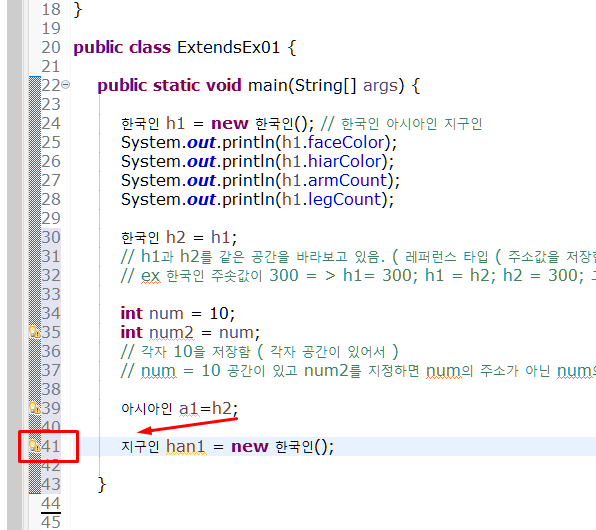 18 }
19
20 public class ExtendsEx01 {
21
22 public static void main(String[] args) {
23
24 한국인 h1 = new 한국인(); // 한국인 아시아인 지구인
25 System.out.println(h1.faceColor);
26 System.out.println(h1.hiarColor);
27 System.out.println(h1.armCount);
28 System.out.println(h1.legCount);
29
30 한국인 h2 = h1;
31 // h1과 h2를 같은 공간을 바라보고 있음. ( 레퍼런스 타입 ( 주소값을 저장함
32 // ex 한국인 주솟값이 300 = > h1= 300; h1 = h2; h2 = 300;
33
34 int num = 10;
35 int num2 = num;
36 // 각자 10을 저장함 ( 각자 공간이 있어서 )
37 // num = 10 공간이 있고 num2를 지정하면 num의 주소가 아닌 num의
38
39 아시아인 a1=h2;
40
41 지구인 han1 = new 한국인();
42
43 }
44
45